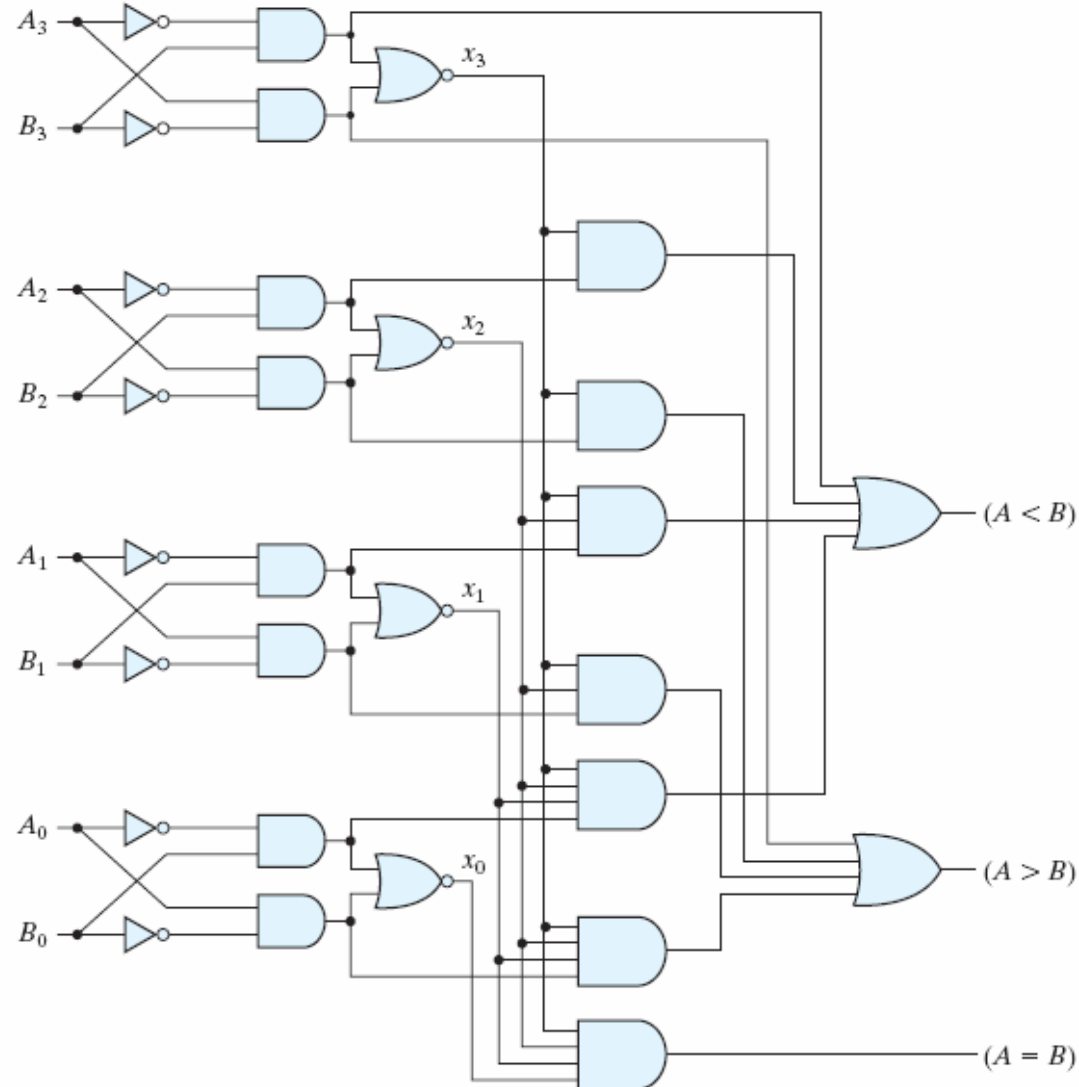 A₃
x₃
B₃
A₂
x₂
B₂
(A < B)
A₁
x₁
B₁
A₀
x₀
(A > B)
B₀
(A = B)